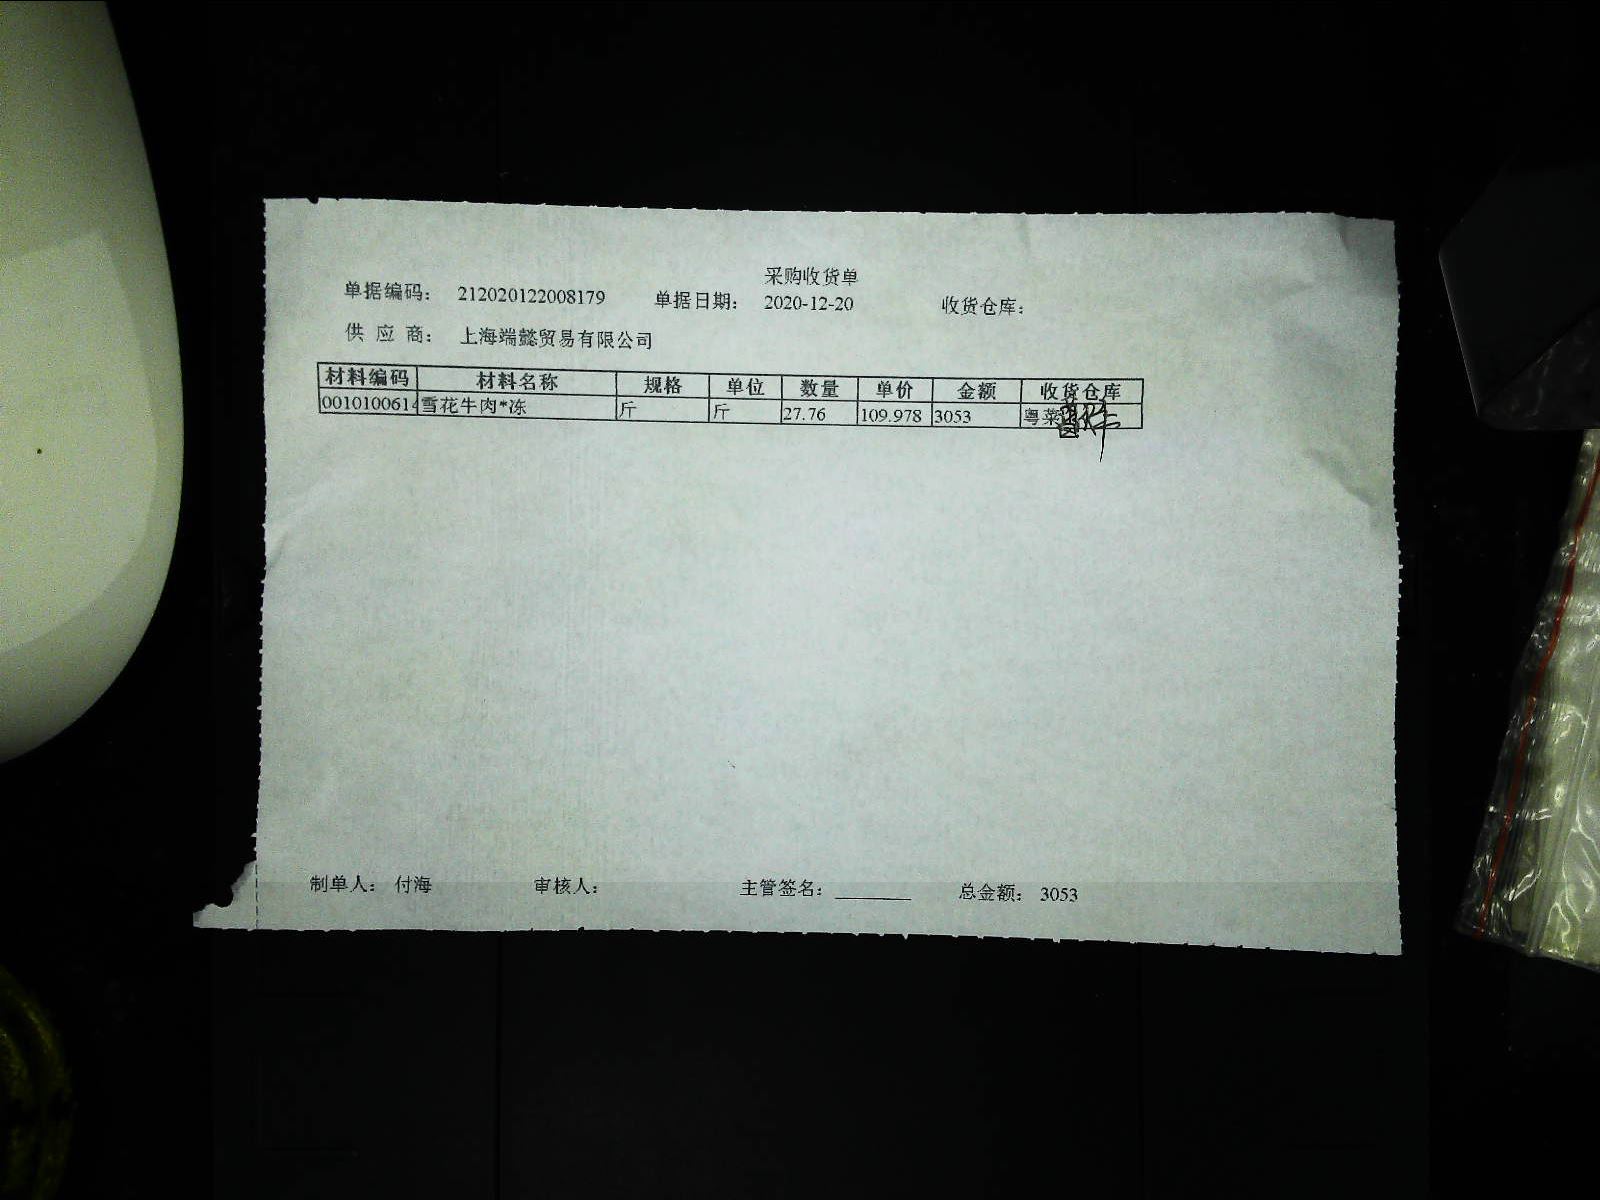 采购收货单
单据编码： 212020122008179 单据日期： 2020-12-20 收货仓库：
供 应 商： 上海端懿贸易有限公司
材料编码 材料名称 规格 单位 数量 单价 金额 收货仓库
0010100614 雪花牛肉*冻 斤 斤 27.76 109.978 3053 粤菜
制单人： 付海 审核人： 主管签名： 总金额： 3053